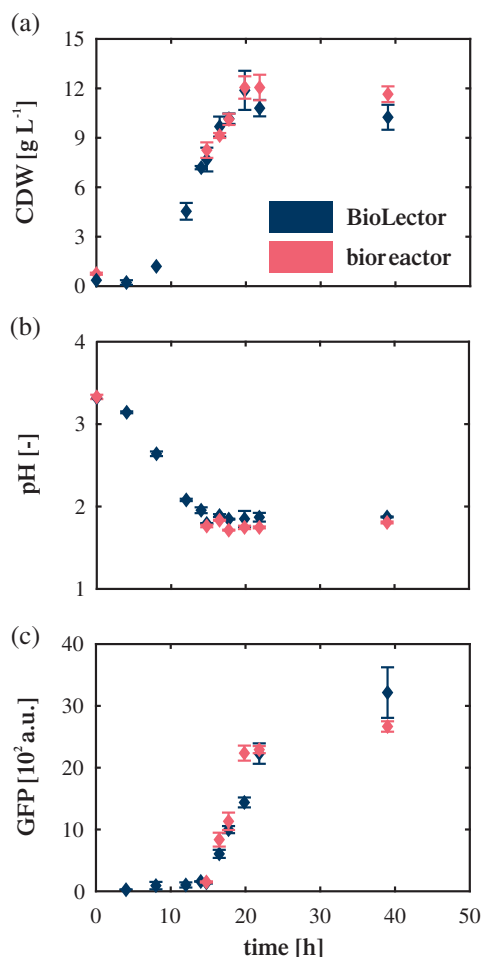 (a)
15
12
9
6
3
0
CDW [g L⁻¹]
BioLector
bioreactor
(b)
4
3
2
1
pH [-]
(c)
40
30
20
10
0
GFP [10² a.u.]
0 10 20 30 40 50
time [h]